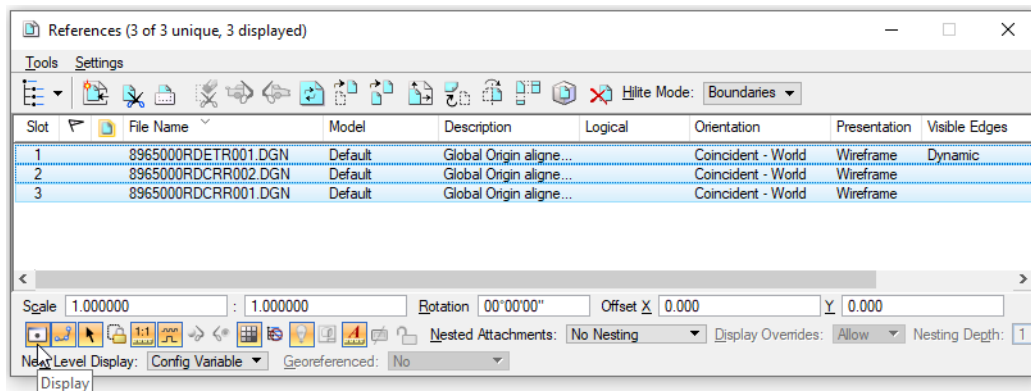 References (3 of 3 unique, 3 displayed)
Tools Settings
Hilite Mode: Boundaries
Slot File Name Model Description Logical Orientation Presentation Visible Edges
1 8965000RDETR001.DGN Default Global Origin aligne... Coincident - World Wireframe Dynamic
2 8965000RDCRR002.DGN Default Global Origin aligne... Coincident - World Wireframe
3 8965000RDCRR001.DGN Default Global Origin aligne... Coincident - World Wireframe
Scale 1.000000 : 1.000000 Rotation 00°00'00" Offset X 0.000 Y 0.000
1:1 A Nested Attachments: No Nesting Display Overrides: Allow Nesting Depth: 1
Level Display: Config Variable Georeferenced: No
Display